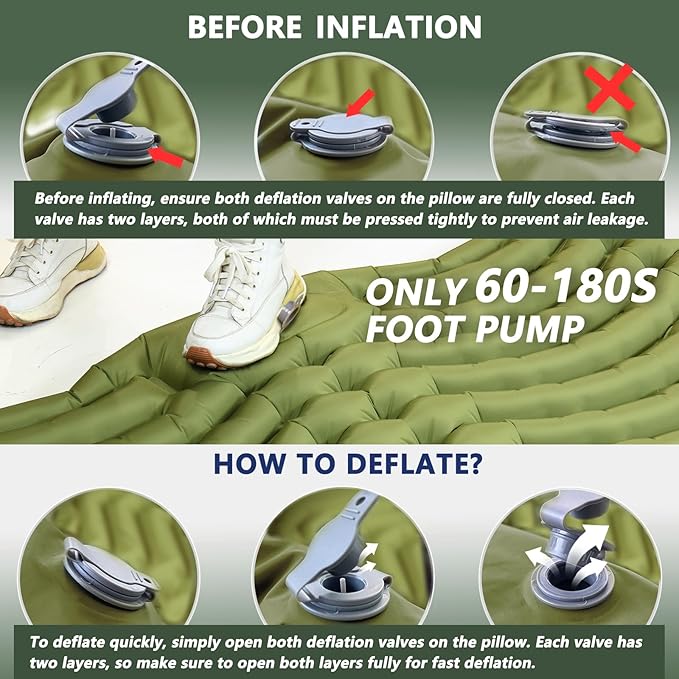 BEFORE INFLATION
Before inflating, ensure both deflation valves on the pillow are fully closed. Each
valve has two layers, both of which must be pressed tightly to prevent air leakage.
ONLY 60-180S
FOOT PUMP
HOW TO DEFLATE?
To deflate quickly, simply open both deflation valves on the pillow. Each valve has
two layers, so make sure to open both layers fully for fast deflation.